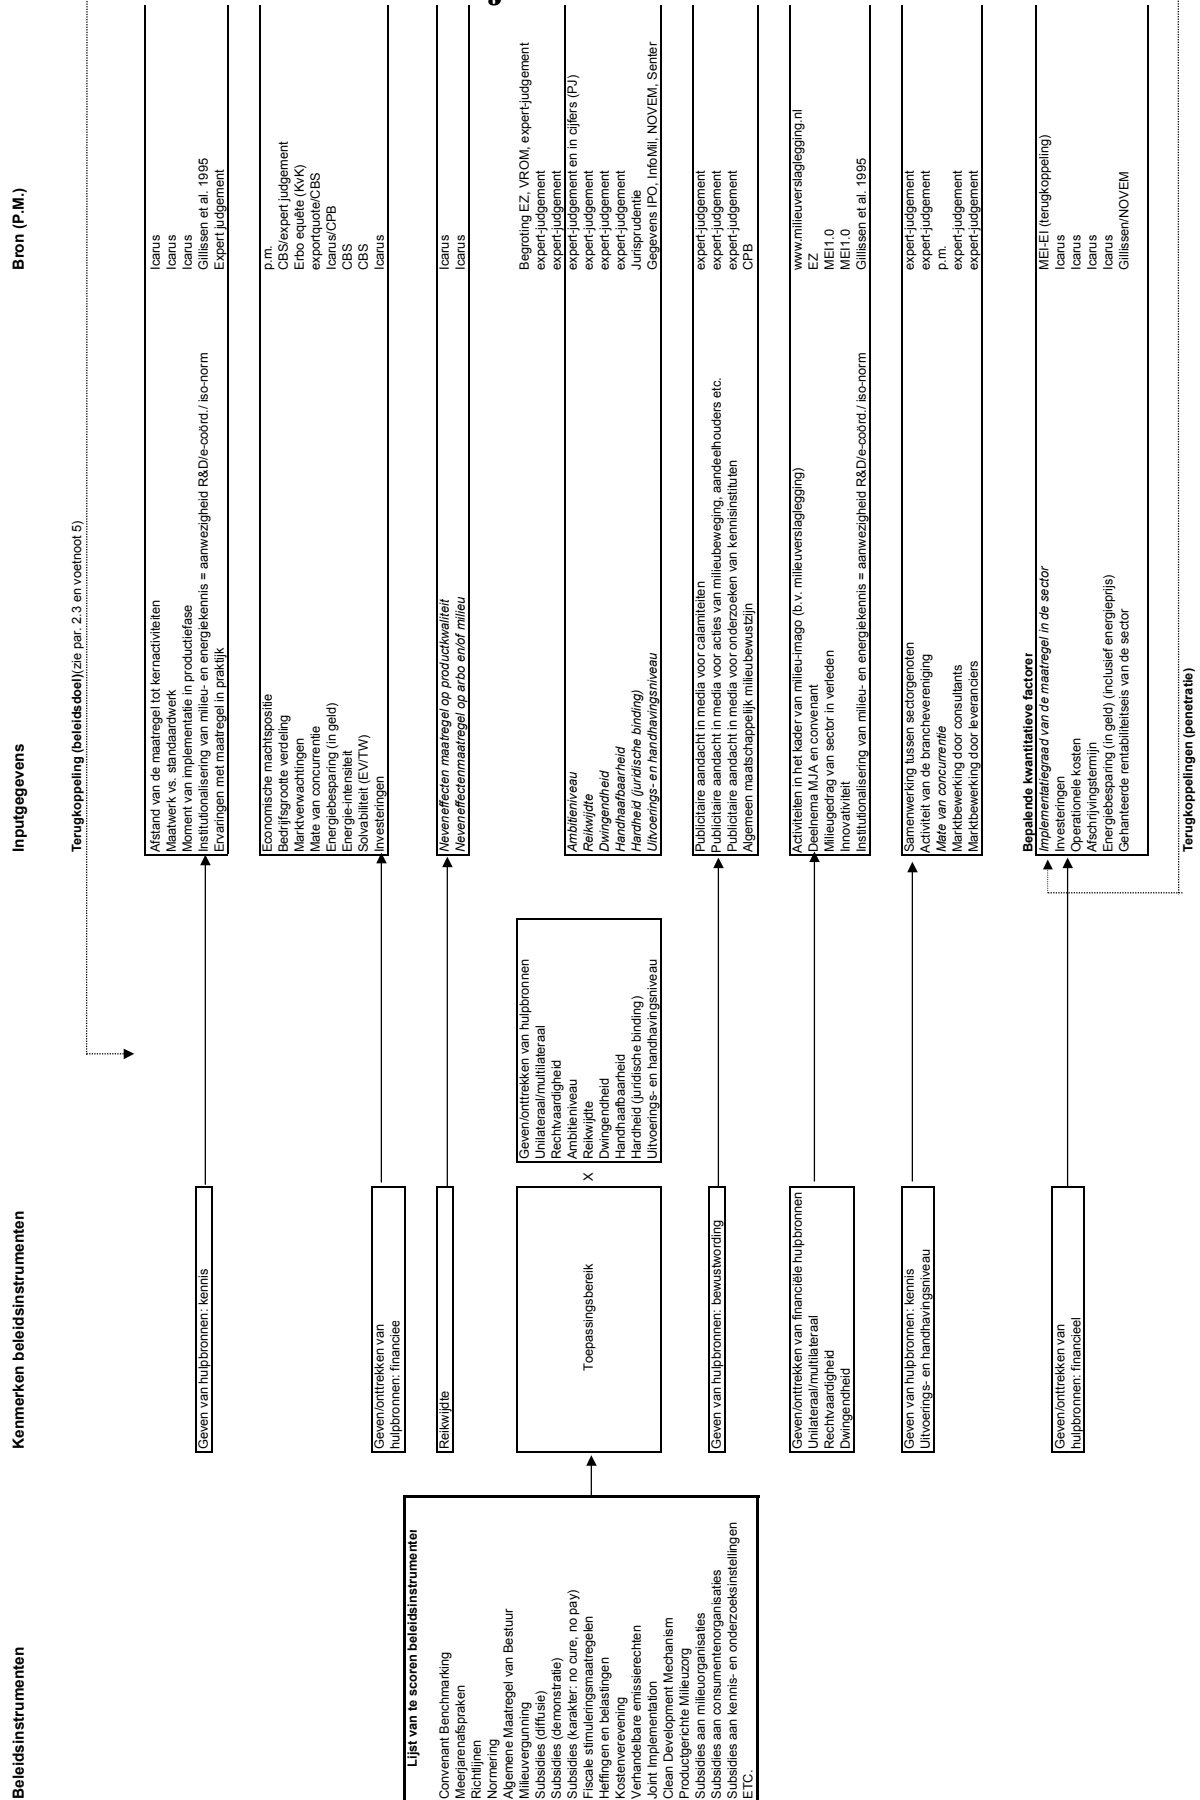 Beleidsinstrumenten
Kenmerken beleidsinstrumenten
Inputgegevens
Bron (P.M.)
Lijst van te scoren beleidsinstrumenter
Convenant Benchmarking
Meerjarenafspraken
Richtlijnen
Normering
Algemene Maatregel van Bestuur
Milieuvergunning
Subsidies (diffusie)
Subsidies (demonstratie)
Subsidies (karakter: no cure, no pay)
Fiscale stimuleringsmaatregelen
Heffingen en belastingen
Kostenverevening
Verhandelbare emissierechten
Joint Implementation
Clean Development Mechanism
Productgerichte Milieuzorg
Subsidies aan milieuorganisaties
Subsidies aan consumentenorganisaties
Subsidies aan kennis- en onderzoeksinstellingen
ETC.
Geven van hulpbronnen: kennis
Geven/onttrekken van
hulpbronnen: financiee
Reikwijdte
Toepassingsbereik
X
Geven/onttrekken van hulpbronnen
Unilateraal/multilateraal
Rechtvaardigheid
Ambitieniveau
Reikwijdte
Dwingendheid
Handhaafbaarheid
Hardheid (juridische binding)
Uitvoerings- en handhavingsniveau
Geven van hulpbronnen: bewustwording
Geven/onttrekken van financiële hulpbronnen
Unilateraal/multilateraal
Rechtvaardigheid
Dwingendheid
Geven van hulpbronnen: kennis
Uitvoerings- en handhavingsniveau
Geven/onttrekken van
hulpbronnen: financieel
Terugkoppeling (beleidsdoel)(zie par. 2.3 en voetnoot 5)
Afstand van de maatregel tot kernactiviteiten Icarus
Maatwerk vs. standaardwerk Icarus
Moment van implementatie in productiefase Icarus
Institutionalisering van milieu- en energiekennis = aanwezigheid R&D/e-coörd./ iso-norm Gillissen et al. 1995
Ervaringen met maatregel in praktijk Expert judgement
Economische machtspositie p.m.
Bedrijfsgrootte verdeling CBS/expert judgement
Marktverwachtingen Erbo equête (KvK)
Mate van concurrentie exportquote/CBS
Energiebesparing (in geld) Icarus/CPB
Energie-intensiteit CBS
Solvabiliteit (EV/TW) CBS
Investeringen Icarus
Neveneffecten maatregel op productkwaliteit Icarus
Neveneffectenmaatregel op arbo en/of milieu Icarus
Begroting EZ, VROM, expert-judgement
expert-judgement
expert-judgement
Ambitieniveau expert-judgement en in cijfers (PJ)
Reikwijdte expert-judgement
Dwingendheid expert-judgement
Handhaafbaarheid expert-judgement
Hardheid (juridische binding) Jurisprudentie
Uitvoerings- en handhavingsniveau Gegevens IPO, InfoMil, NOVEM, Senter
Publicitaire aandacht in media voor calamiteiten expert-judgement
Publicitaire aandacht in media voor acties van milieubeweging, aandeelhouders etc. expert-judgement
Publicitaire aandacht in media voor onderzoeken van kennisinstituten expert-judgement
Algemeen maatschappelijk milieubewustzijn CPB
Activiteiten in het kader van milieu-imago (b.v. milieuverslaglegging) www.milieuverslaglegging.nl
Deelnema MJA en convenant EZ
Milieugedrag van sector in verleden MEI1.0
Innovativiteit MEI1.0
Institutionalisering van milieu- en energiekennis = aanwezigheid R&D/e-coörd./ iso-norm Gillissen et al. 1995
Samenwerking tussen sectorgenoten expert-judgement
Activiteit van de branchevereniging expert-judgement
Mate van concurrentie p.m.
Marktbewerking door consultants expert-judgement
Marktbewerking door leveranciers expert-judgement
Bepalende kwantitatieve factorer
Implementatiegraad van de maatregel in de sector MEI-EI (terugkoppeling)
Investeringen Icarus
Operationele kosten Icarus
Afschrijvingstermijn Icarus
Energiebesparing (in geld) (inclusief energieprijs) Icarus
Gehanteerde rentabiliteitseis van de sector Gillissen/NOVEM
Terugkoppelingen (penetratie)